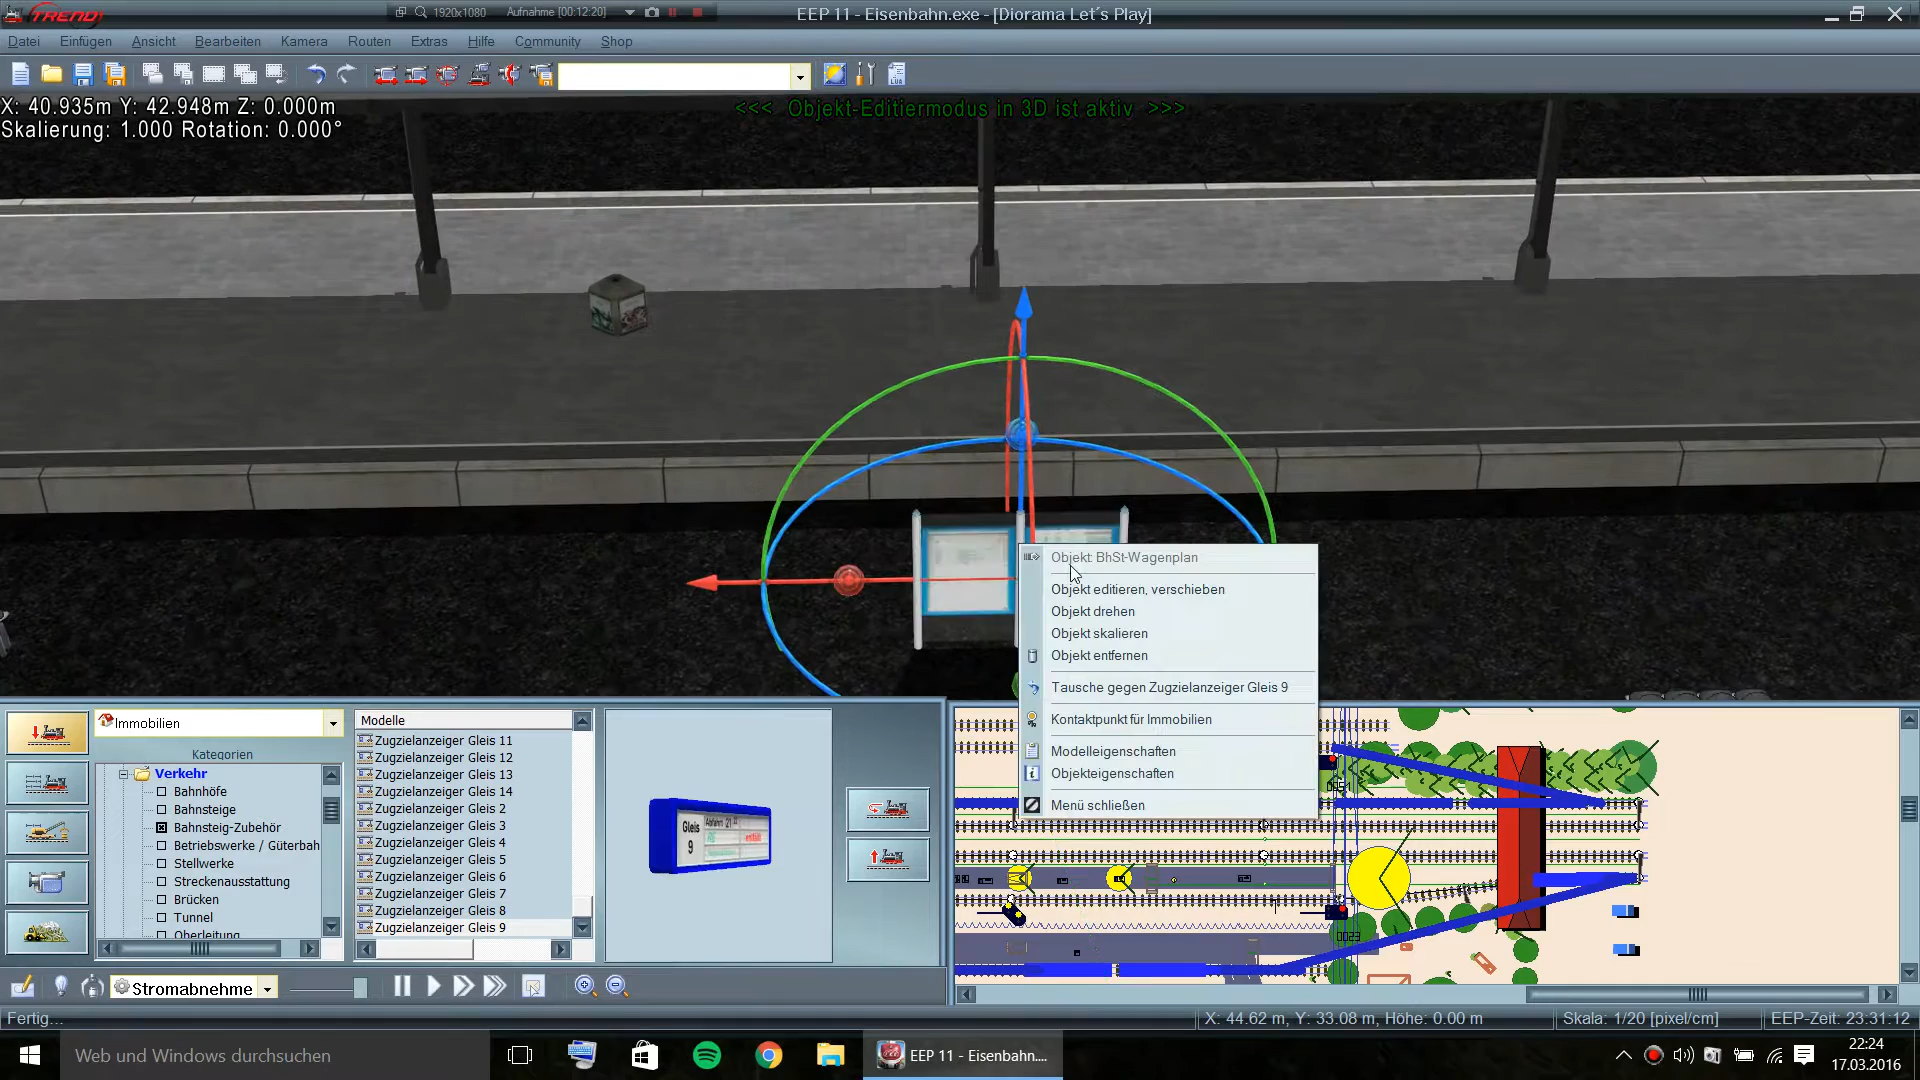 TREND
1920x1080 Aufnahme [00:12:20]
EEP 11 - Eisenbahn.exe - [Diorama Let´s Play]
Datei Einfügen Ansicht Bearbeiten Kamera Routen Extras Hilfe Community Shop
X: 40.935m Y: 42.948m Z: 0.000m
<<< Objekt-Editiermodus in 3D ist aktiv >>>
Skalierung: 1.000 Rotation: 0.000°
Objekt: BhSt-Wagenplan
Objekt editieren, verschieben
Objekt drehen
Objekt skalieren
Objekt entfernen
Tausche gegen Zugzielanzeiger Gleis 9
Kontaktpunkt für Immobilien
Modelleigenschaften
Objekteigenschaften
Menü schließen
Immobilien
Kategorien
Verkehr
Bahnhöfe
Bahnsteige
Bahnsteig-Zubehör
Betriebswerke / Güterbah
Stellwerke
Streckenausstattung
Brücken
Tunnel
Oberleitung
Modelle
Zugzielanzeiger Gleis 11
Zugzielanzeiger Gleis 12
Zugzielanzeiger Gleis 13
Zugzielanzeiger Gleis 14
Zugzielanzeiger Gleis 2
Zugzielanzeiger Gleis 3
Zugzielanzeiger Gleis 4
Zugzielanzeiger Gleis 5
Zugzielanzeiger Gleis 6
Zugzielanzeiger Gleis 7
Zugzielanzeiger Gleis 8
Zugzielanzeiger Gleis 9
Gleis
9
Abfahrt 21
Stromabnehme
Fertig...
X: 44.62 m, Y: 33.08 m, Höhe: 0.00 m
Skala: 1/20 [pixel/cm]
EEP-Zeit: 23:31:12
Web und Windows durchsuchen
EEP 11 - Eisenbahn....
22:24
17.03.2016